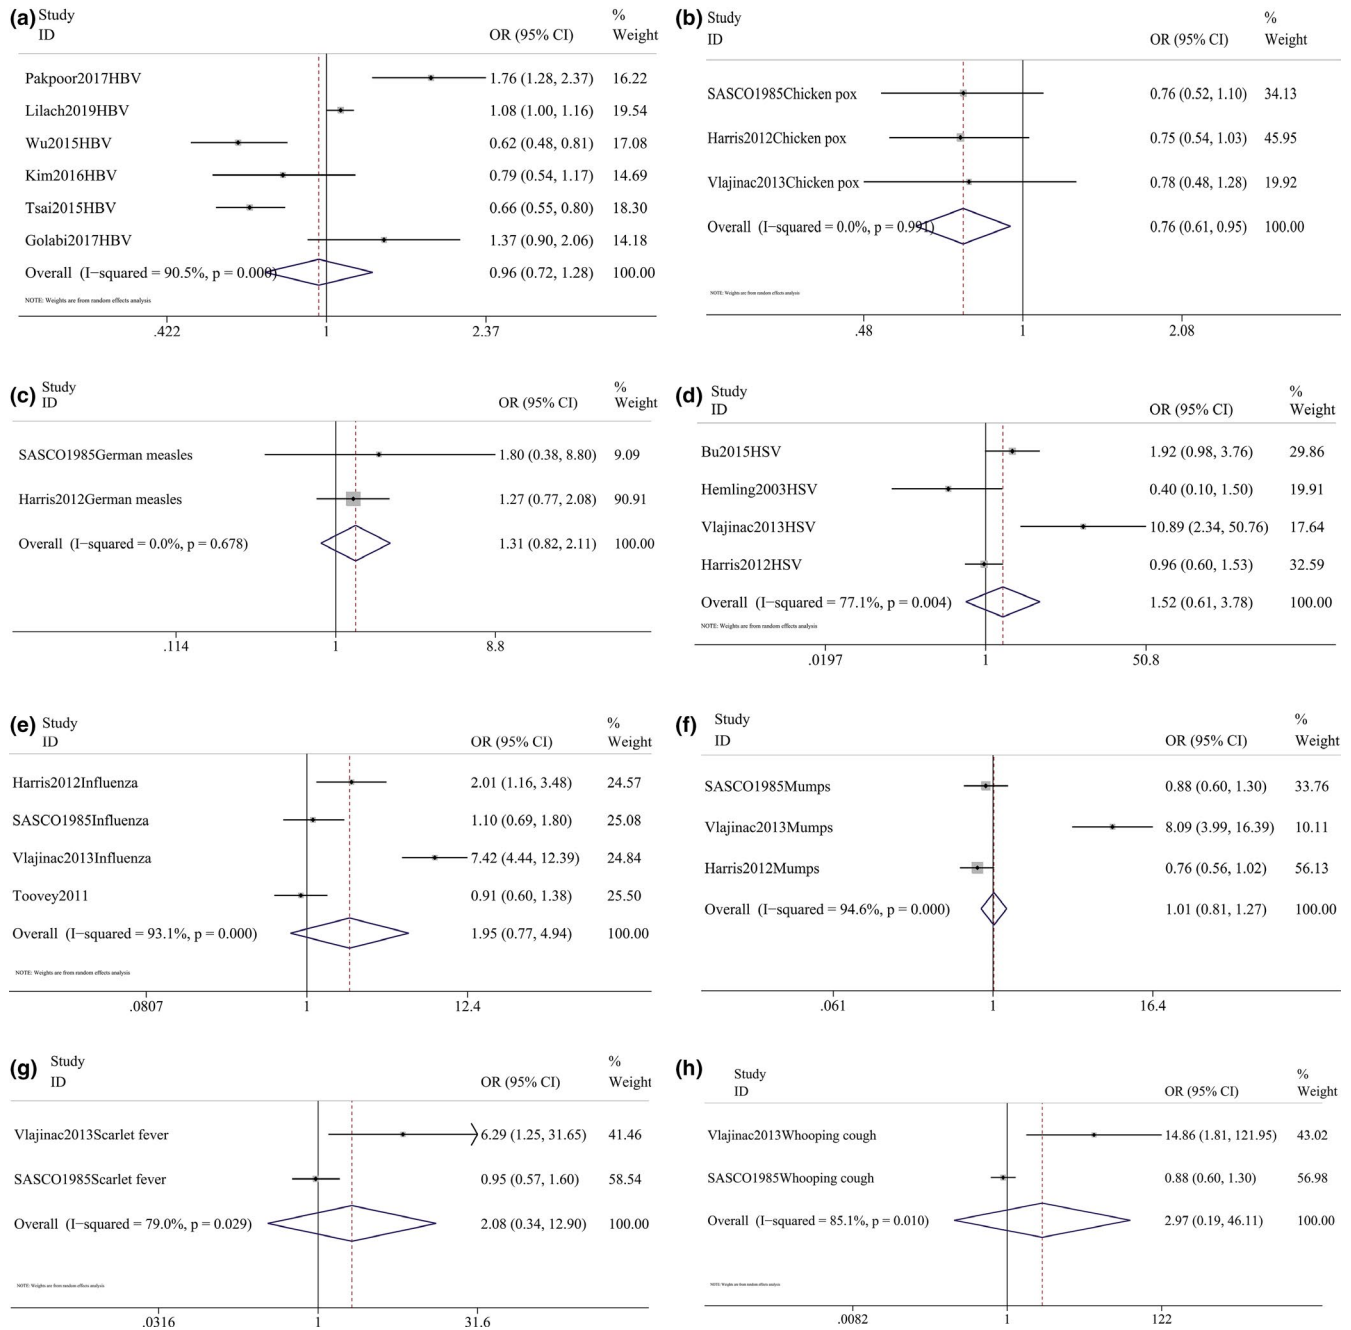 (a) Study %
ID OR (95% CI) Weight
Pakpoor2017HBV 1.76 (1.28, 2.37) 16.22
Lilach2019HBV 1.08 (1.00, 1.16) 19.54
Wu2015HBV 0.62 (0.48, 0.81) 17.08
Kim2016HBV 0.79 (0.54, 1.17) 14.69
Tsai2015HBV 0.66 (0.55, 0.80) 18.30
Golabi2017HBV 1.37 (0.90, 2.06) 14.18
Overall (I−squared = 90.5%, p = 0.000) 0.96 (0.72, 1.28) 100.00
NOTE: Weights are from random effects analysis
.422 1 2.37
(b) Study %
ID OR (95% CI) Weight
SASCO1985Chicken pox 0.76 (0.52, 1.10) 34.13
Harris2012Chicken pox 0.75 (0.54, 1.03) 45.95
Vlajinac2013Chicken pox 0.78 (0.48, 1.28) 19.92
Overall (I−squared = 0.0%, p = 0.991) 0.76 (0.61, 0.95) 100.00
NOTE: Weights are from random effects analysis
.48 1 2.08
(c) Study %
ID OR (95% CI) Weight
SASCO1985German measles 1.80 (0.38, 8.80) 9.09
Harris2012German measles 1.27 (0.77, 2.08) 90.91
Overall (I−squared = 0.0%, p = 0.678) 1.31 (0.82, 2.11) 100.00
.114 1 8.8
(d) Study %
ID OR (95% CI) Weight
Bu2015HSV 1.92 (0.98, 3.76) 29.86
Hemling2003HSV 0.40 (0.10, 1.50) 19.91
Vlajinac2013HSV 10.89 (2.34, 50.76) 17.64
Harris2012HSV 0.96 (0.60, 1.53) 32.59
Overall (I−squared = 77.1%, p = 0.004) 1.52 (0.61, 3.78) 100.00
NOTE: Weights are from random effects analysis
.0197 1 50.8
(e) Study %
ID OR (95% CI) Weight
Harris2012Influenza 2.01 (1.16, 3.48) 24.57
SASCO1985Influenza 1.10 (0.69, 1.80) 25.08
Vlajinac2013Influenza 7.42 (4.44, 12.39) 24.84
Toovey2011 0.91 (0.60, 1.38) 25.50
Overall (I−squared = 93.1%, p = 0.000) 1.95 (0.77, 4.94) 100.00
NOTE: Weights are from random effects analysis
.0807 1 12.4
(f) Study %
ID OR (95% CI) Weight
SASCO1985Mumps 0.88 (0.60, 1.30) 33.76
Vlajinac2013Mumps 8.09 (3.99, 16.39) 10.11
Harris2012Mumps 0.76 (0.56, 1.02) 56.13
Overall (I−squared = 94.6%, p = 0.000) 1.01 (0.81, 1.27) 100.00
.061 1 16.4
(g) Study %
ID OR (95% CI) Weight
Vlajinac2013Scarlet fever 6.29 (1.25, 31.65) 41.46
SASCO1985Scarlet fever 0.95 (0.57, 1.60) 58.54
Overall (I−squared = 79.0%, p = 0.029) 2.08 (0.34, 12.90) 100.00
NOTE: Weights are from random effects analysis
.0316 1 31.6
(h) Study %
ID OR (95% CI) Weight
Vlajinac2013Whooping cough 14.86 (1.81, 121.95) 43.02
SASCO1985Whooping cough 0.88 (0.60, 1.30) 56.98
Overall (I−squared = 85.1%, p = 0.010) 2.97 (0.19, 46.11) 100.00
NOTE: Weights are from random effects analysis
.0082 1 122